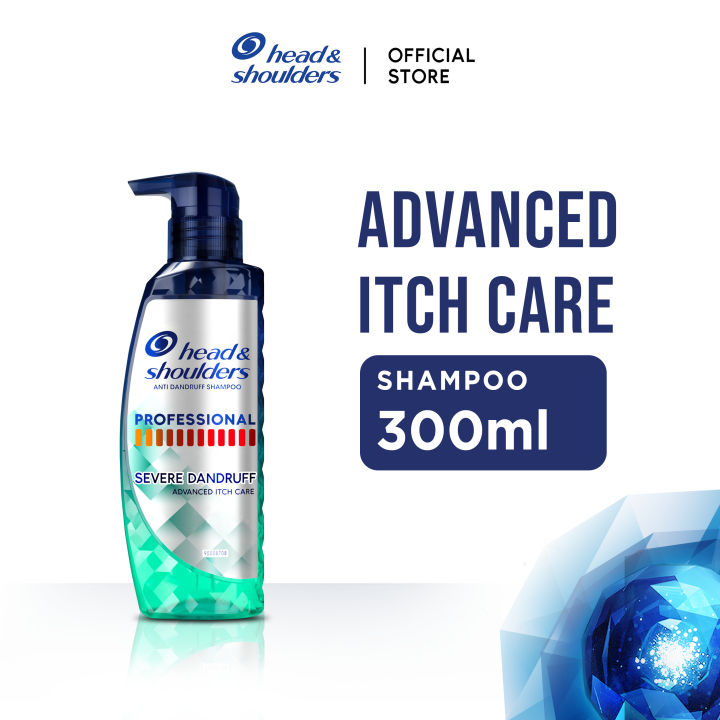 head&
shoulders
OFFICIAL
STORE
ADVANCED
ITCH CARE
SHAMPOO
300ml
head&
shoulders
ANTI DANDRUFF SHAMPOO
PROFESSIONAL
SEVERE DANDRUFF
ADVANCED ITCH CARE